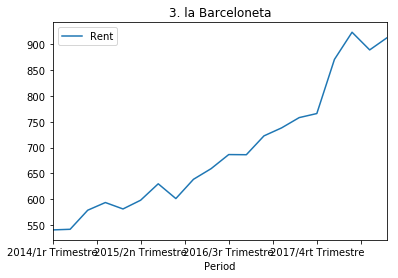 3. la Barceloneta
Rent
900
850
800
750
700
650
600
550
2014/1r Trimestre 2015/2n Trimestre 2016/3r Trimestre 2017/4rt Trimestre
Period